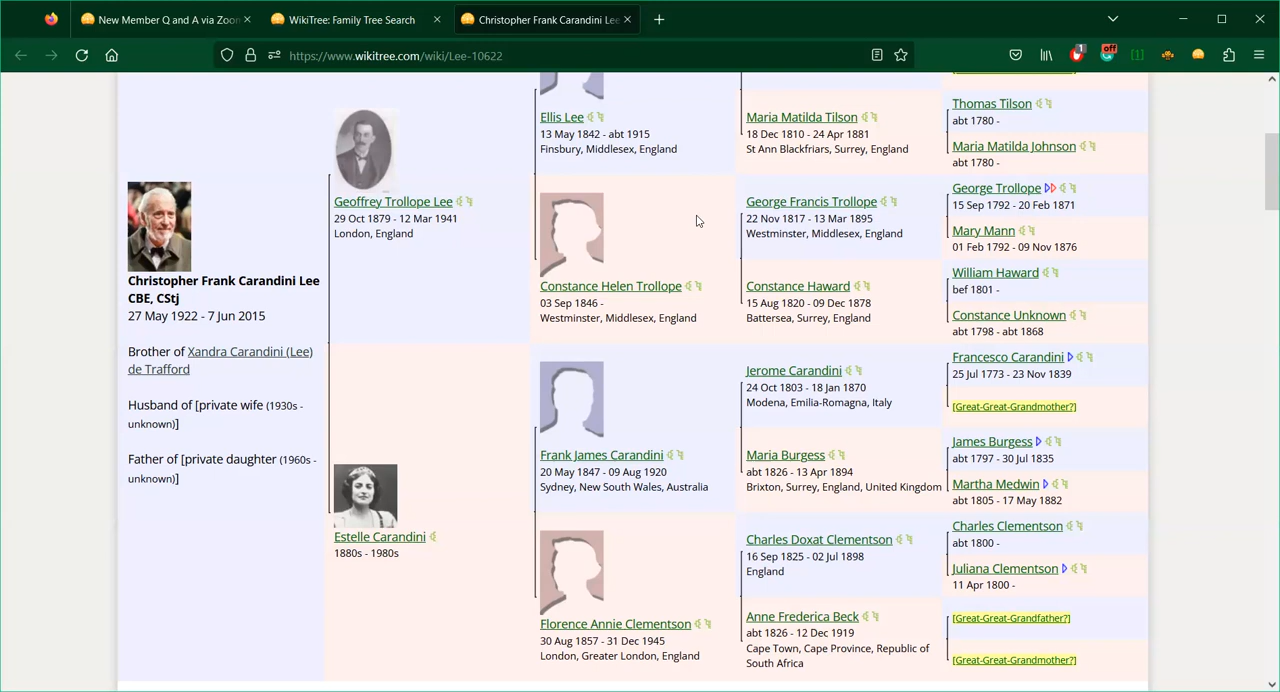 New Member Q and A via Zoon
WikiTree: Family Tree Search
Christopher Frank Carandini Lee
https://www.wikitree.com/wiki/Lee-10622
1
off
[1]
Christopher Frank Carandini Lee
CBE, CStj
27 May 1922 - 7 Jun 2015
Brother of Xandra Carandini (Lee)
de Trafford
Husband of [private wife (1930s -
unknown)]
Father of [private daughter (1960s -
unknown)]
Geoffrey Trollope Lee
29 Oct 1879 - 12 Mar 1941
London, England
Estelle Carandini
1880s - 1980s
Ellis Lee
13 May 1842 - abt 1915
Finsbury, Middlesex, England
Constance Helen Trollope
03 Sep 1846 -
Westminster, Middlesex, England
Frank James Carandini
20 May 1847 - 09 Aug 1920
Sydney, New South Wales, Australia
Florence Annie Clementson
30 Aug 1857 - 31 Dec 1945
London, Greater London, England
Maria Matilda Tilson
18 Dec 1810 - 24 Apr 1881
St Ann Blackfriars, Surrey, England
George Francis Trollope
22 Nov 1817 - 13 Mar 1895
Westminster, Middlesex, England
Constance Haward
15 Aug 1820 - 09 Dec 1878
Battersea, Surrey, England
Jerome Carandini
24 Oct 1803 - 18 Jan 1870
Modena, Emilia-Romagna, Italy
Maria Burgess
abt 1826 - 13 Apr 1894
Brixton, Surrey, England, United Kingdom
Charles Doxat Clementson
16 Sep 1825 - 02 Jul 1898
England
Anne Frederica Beck
abt 1826 - 12 Dec 1919
Cape Town, Cape Province, Republic of
South Africa
Thomas Tilson
abt 1780 -
Maria Matilda Johnson
abt 1780 -
George Trollope
15 Sep 1792 - 20 Feb 1871
Mary Mann
01 Feb 1792 - 09 Nov 1876
William Haward
bef 1801 -
Constance Unknown
abt 1798 - abt 1868
Francesco Carandini
25 Jul 1773 - 23 Nov 1839
[Great-Great-Grandmother?]
James Burgess
abt 1797 - 30 Jul 1835
Martha Medwin
abt 1805 - 17 May 1882
Charles Clementson
abt 1800 -
Juliana Clementson
11 Apr 1800 -
[Great-Great-Grandfather?]
[Great-Great-Grandmother?]